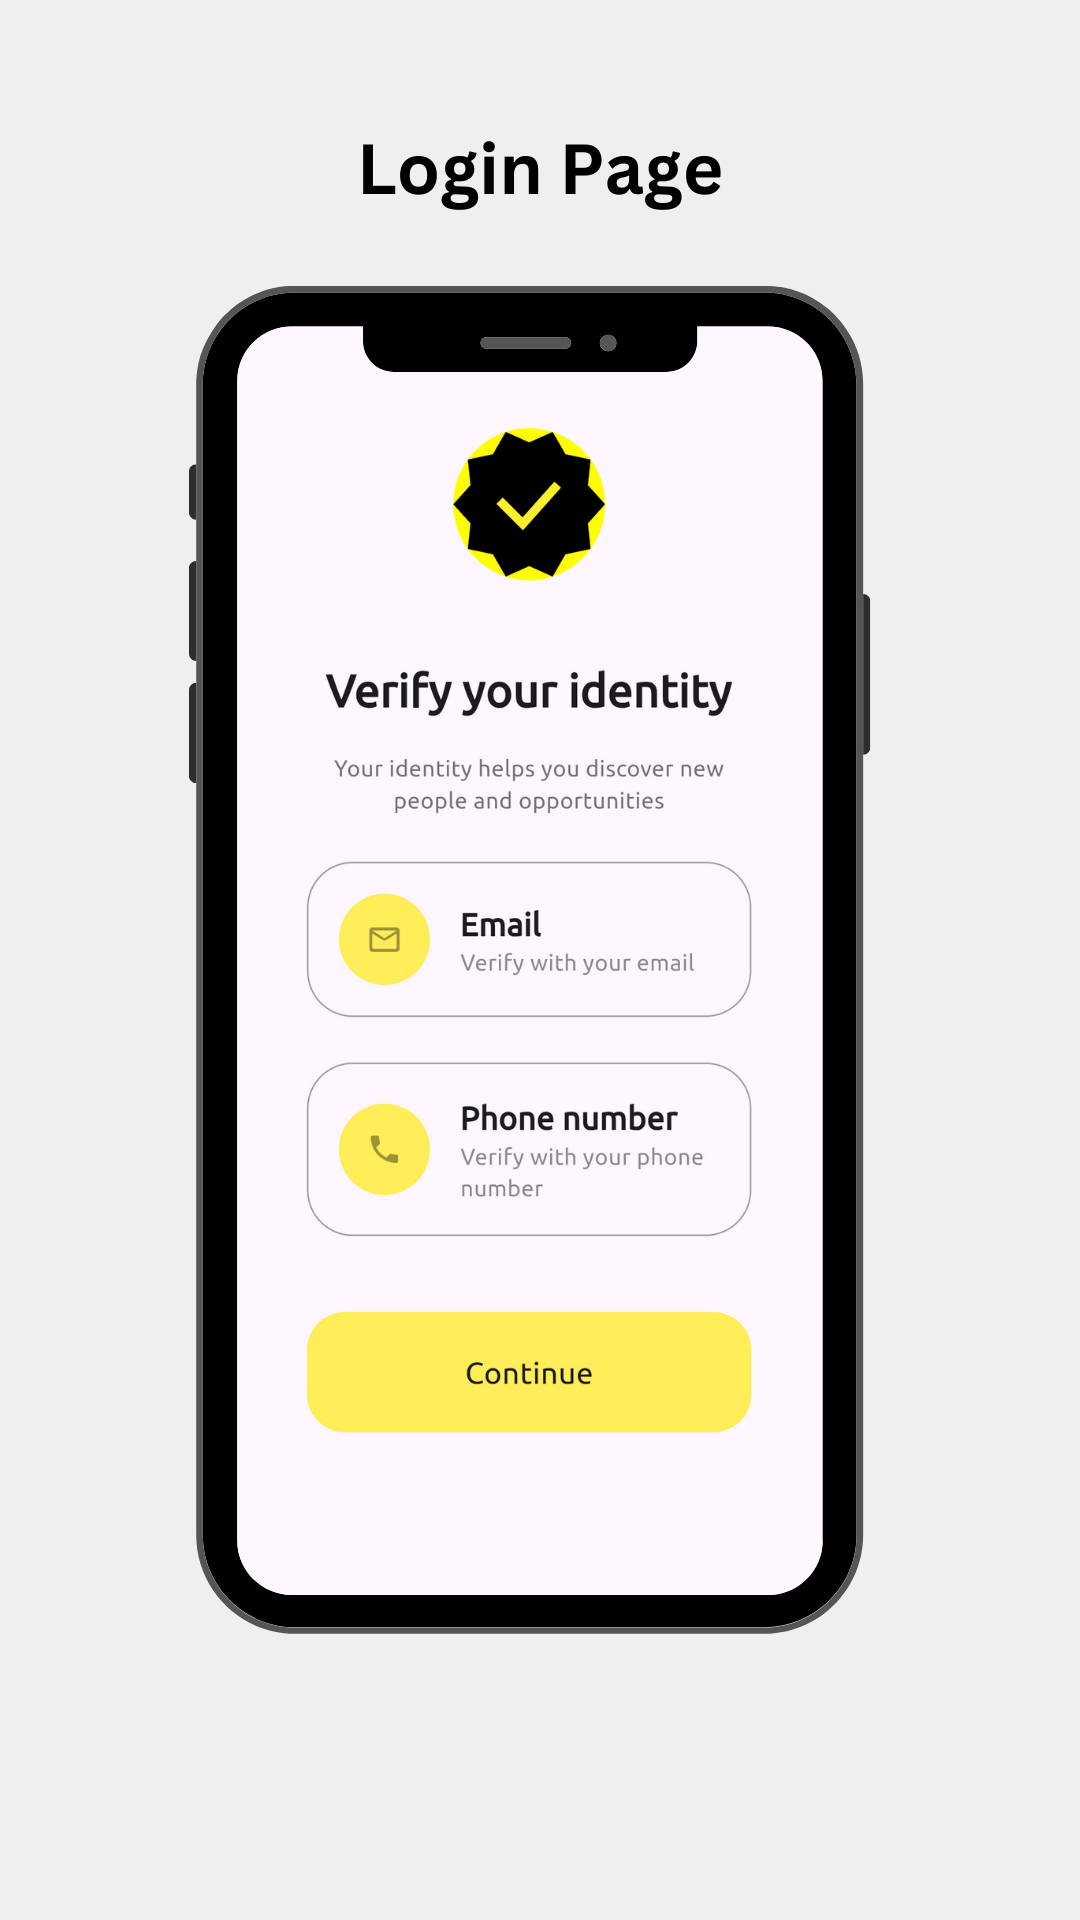 Login Page
Verify your identity
Your identity helps you discover new
people and opportunities
Email
Verify with your email
Phone number
Verify with your phone
number
Continue